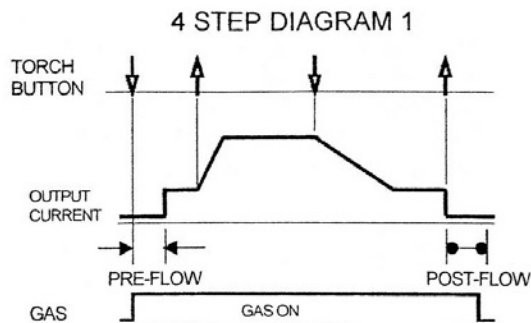 4 STEP DIAGRAM 1
TORCH
BUTTON
OUTPUT
CURRENT
PRE-FLOW
POST-FLOW
GAS
GAS ON